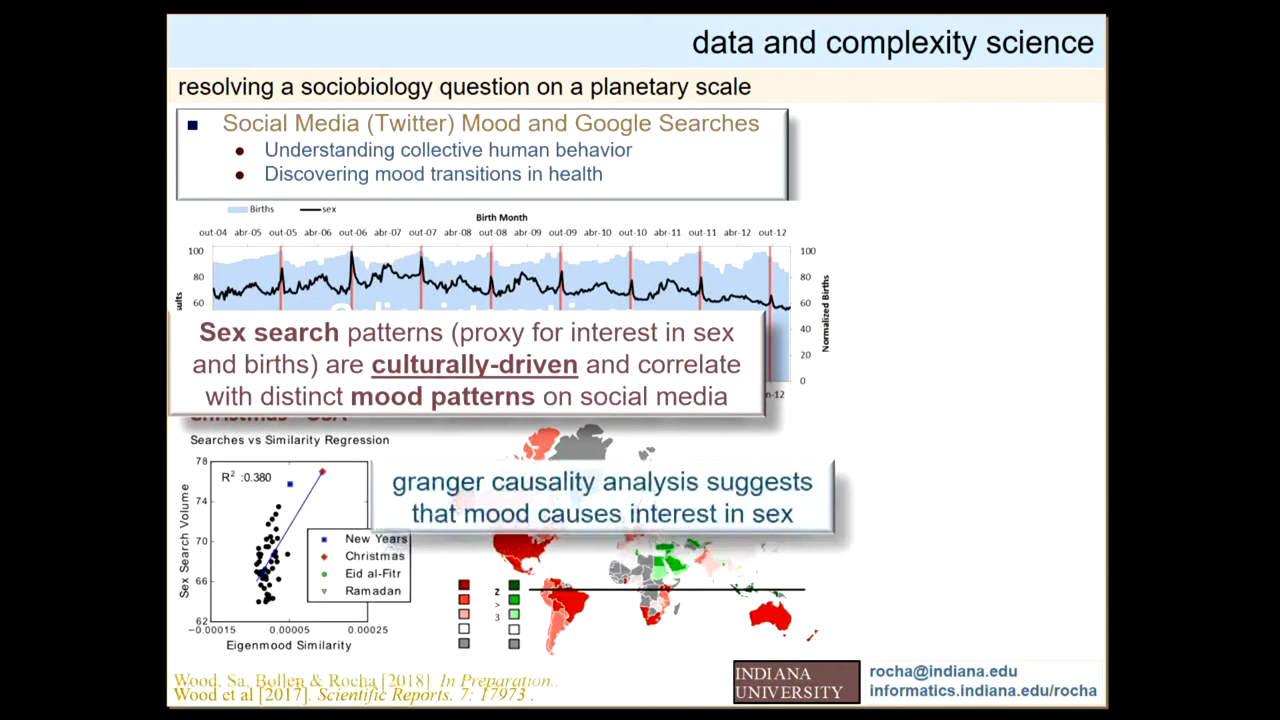 data and complexity science
resolving a sociobiology question on a planetary scale
Social Media (Twitter) Mood and Google Searches
Understanding collective human behavior
Discovering mood transitions in health
Births sex
Birth Month
out-04 abr-05 out-05 abr-06 out-06 abr-07 out-07 abr-08 out-08 abr-09 out-09 abr-10 out-10 abr-11 out-11 abr-12 out-12
100 100
80 80
60 60
40
20
0
Normalized Births
Sex search patterns (proxy for interest in sex
and births) are culturally-driven and correlate
with distinct mood patterns on social media
Searches vs Similarity Regression
R² :0.380
78
74
70
66
62
Sex Search Volume
−0.00015 0.00005 0.00025
Eigenmood Similarity
New Years
Christmas
Eid al-Fitr
Ramadan
granger causality analysis suggests
that mood causes interest in sex
z
>
3
Wood, Sa, Bollen & Rocha [2018] In Preparation..
Wood et al [2017]. Scientific Reports. 7: 17973 .
INDIANA
UNIVERSITY
rocha@indiana.edu
informatics.indiana.edu/rocha